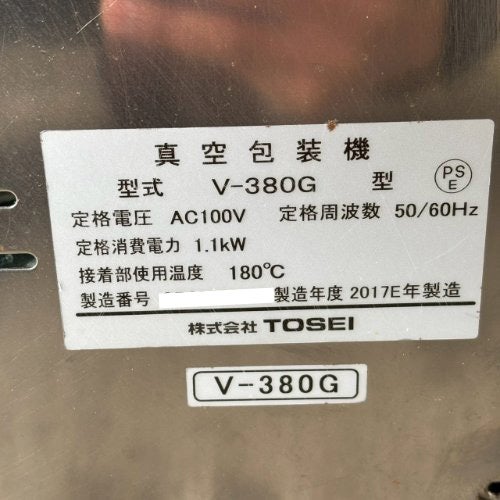 真空包装機
型式 V-380G 型 PSE
定格電圧 AC100V 定格周波数 50/60Hz
定格消費電力 1.1kW
接着部使用温度 180℃
製造番号 製造年度 2017E年製造
株式会社 TOSEI
V-380G